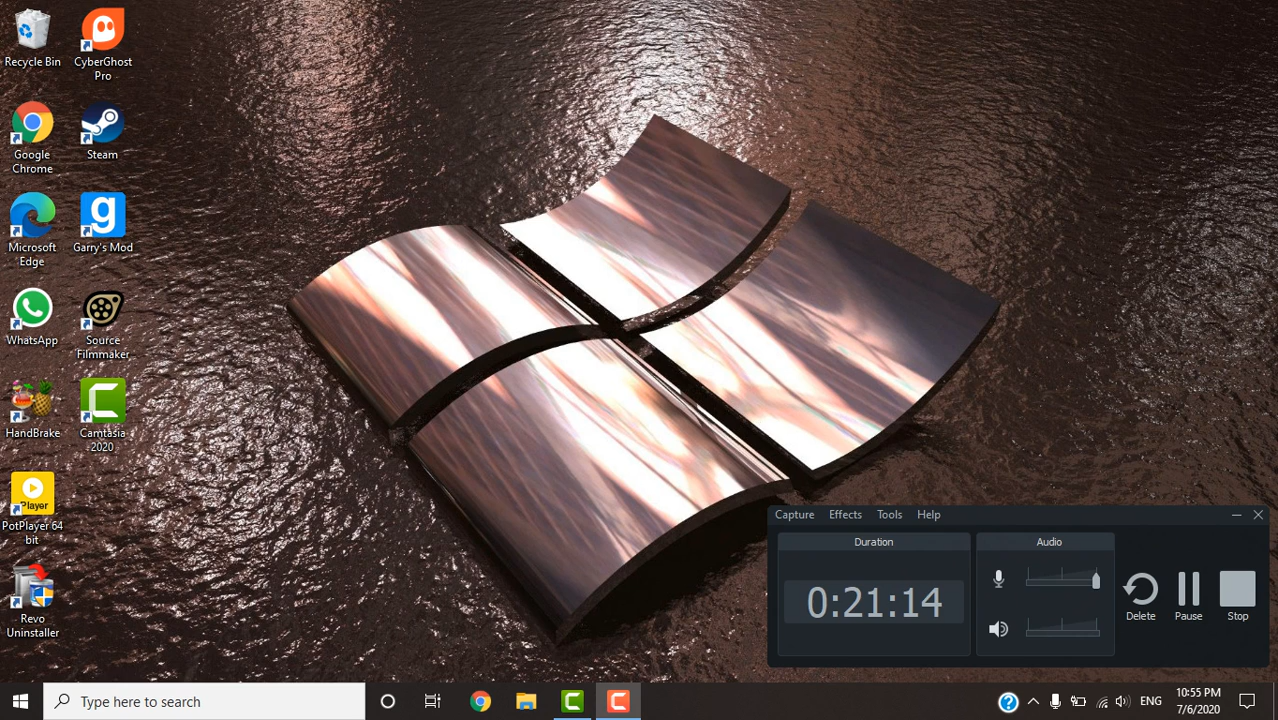 Recycle Bin
CyberGhost
Pro
Google
Chrome
Steam
Microsoft
Edge
g
Garry's Mod
WhatsApp
Source
Filmmaker
HandBrake
Camtasia
2020
Player
PotPlayer 64
bit
Revo
Uninstaller
Capture Effects Tools Help
Duration
Audio
0:21:14
Delete
Pause
Stop
Type here to search
ENG
10:55 PM
7/6/2020